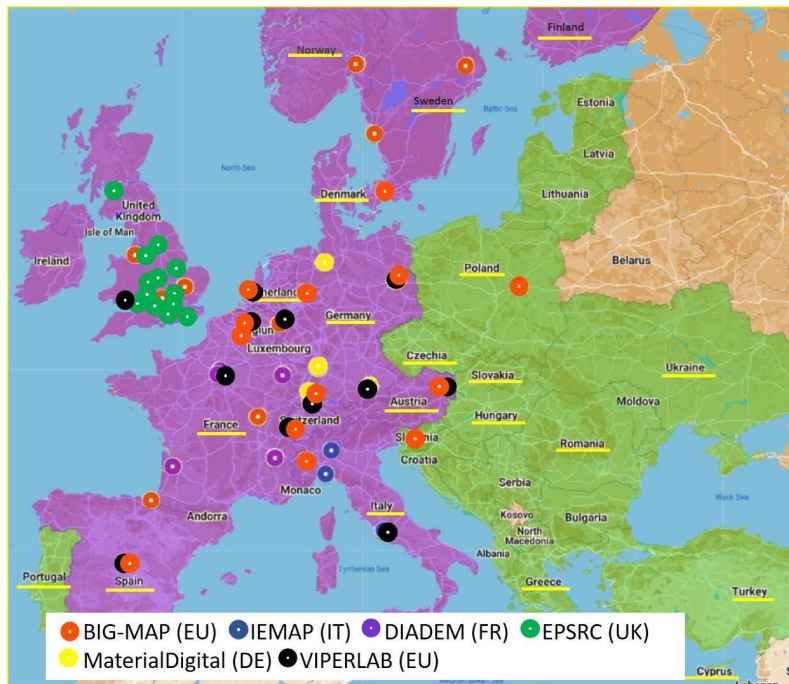 Finland
Norway
Sweden
Baltic Sea
Estonia
Latvia
Lithuania
North Sea
United
Kingdom
Isle of Man
Ireland
Denmark
Poland
Belarus
Germany
Luxembourg
Czechia
Slovakia
Ukraine
Austria
Hungary
Moldova
France
Romania
Croatia
Serbia
Monaco
Andorra
Italy
Kosovo
Bulgaria
Black Sea
North
Macedonia
Albania
Portugal
Spain
Tyrrhenian Sea
Greece
Turkey
BIG-MAP (EU) IEMAP (IT) DIADEM (FR) EPSRC (UK)
MaterialDigital (DE) VIPERLAB (EU)
Cyprus